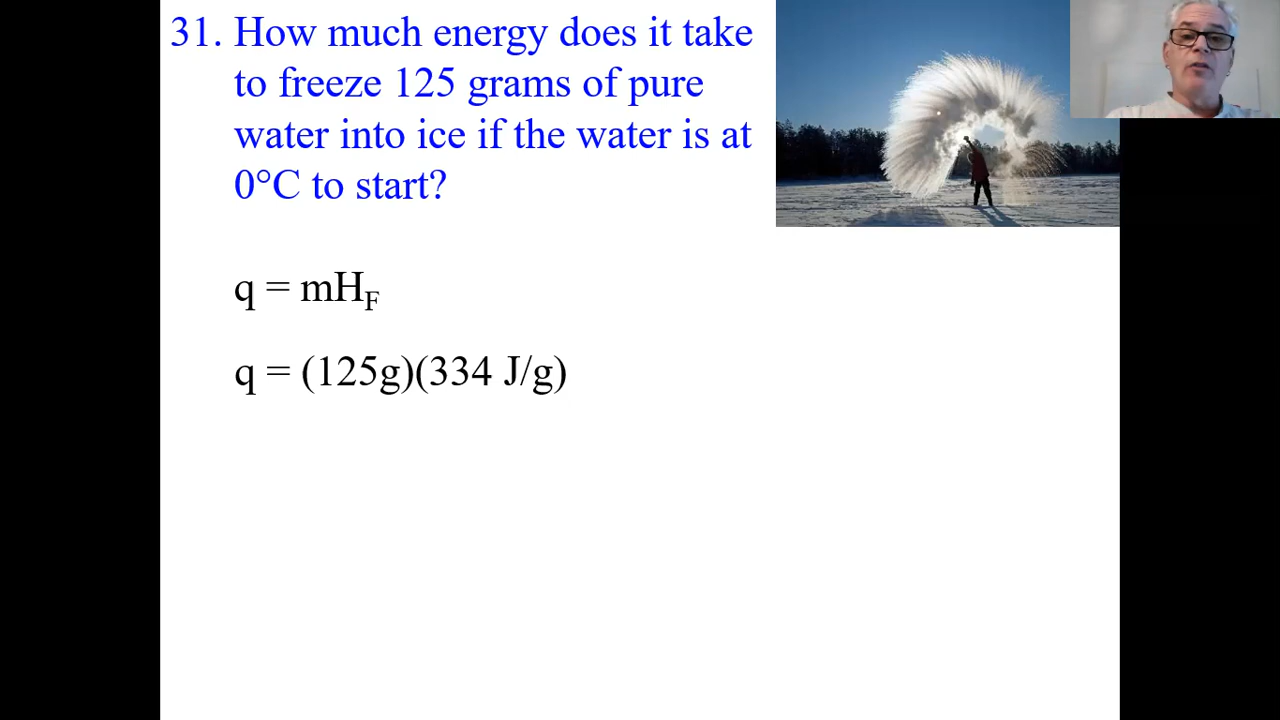 31. How much energy does it take
to freeze 125 grams of pure
water into ice if the water is at
0°C to start?
q = mH_F
q = (125g)(334 J/g)